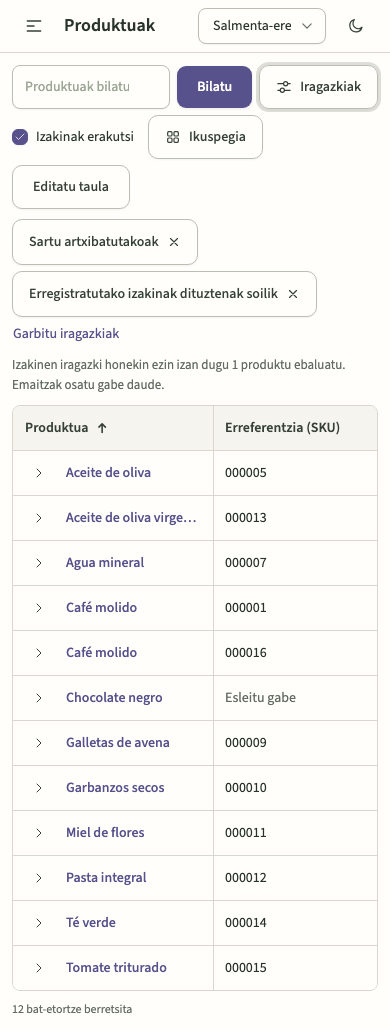 Produktuak
Salmenta-ere
Produktuak bilatu
Bilatu
Iragazkiak
Izakinak erakutsi
Ikuspegia
Editatu taula
Sartu artxibatutakoak
Erregistratutako izakinak dituztenak soilik
Garbitu iragazkiak
Izakinen iragazki honekin ezin izan dugu 1 produktu ebaluatu.
Emaitzak osatu gabe daude.
Produktua Erreferentzia (SKU)
Aceite de oliva 000005
Aceite de oliva virge... 000013
Agua mineral 000007
Café molido 000001
Café molido 000016
Chocolate negro Esleitu gabe
Galletas de avena 000009
Garbanzos secos 000010
Miel de flores 000011
Pasta integral 000012
Té verde 000014
Tomate triturado 000015
12 bat-etortze berretsita